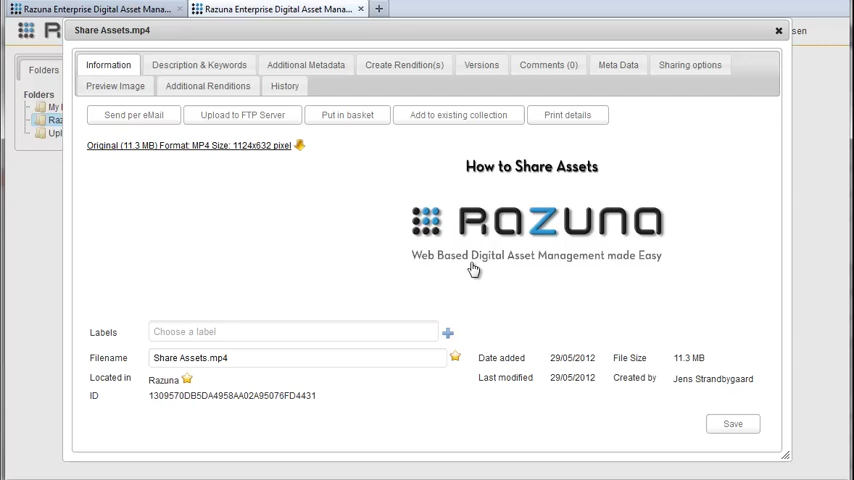 Razuna Enterprise Digital Asset Mana... × Razuna Enterprise Digital Asset Mana... × +
Share Assets.mp4
sen
Folders
Information Description & Keywords Additional Metadata Create Rendition(s) Versions Comments (0) Meta Data Sharing options
Preview Image Additional Renditions History
Folders
My
Raz
Upl
Send per eMail Upload to FTP Server Put in basket Add to existing collection Print details
Original (11.3 MB) Format: MP4 Size: 1124x632 pixel
How to Share Assets
RAZUNA
Web Based Digital Asset Management made Easy
Labels Choose a label
Filename Share Assets.mp4 Date added 29/05/2012 File Size 11.3 MB
Located in Razuna Last modified 29/05/2012 Created by Jens Strandbygaard
ID 1309570DB5DA4958AA02A95076FD4431
Save